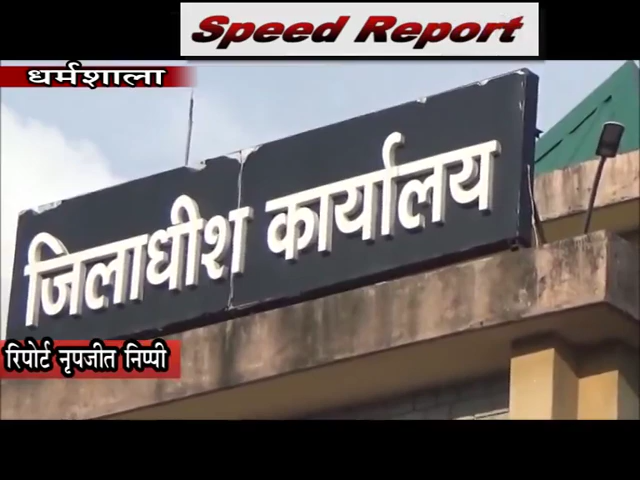 Speed Report
धर्मशाला
जिलाधीश कार्यालय
रिपोर्ट नृपजीत निप्पी